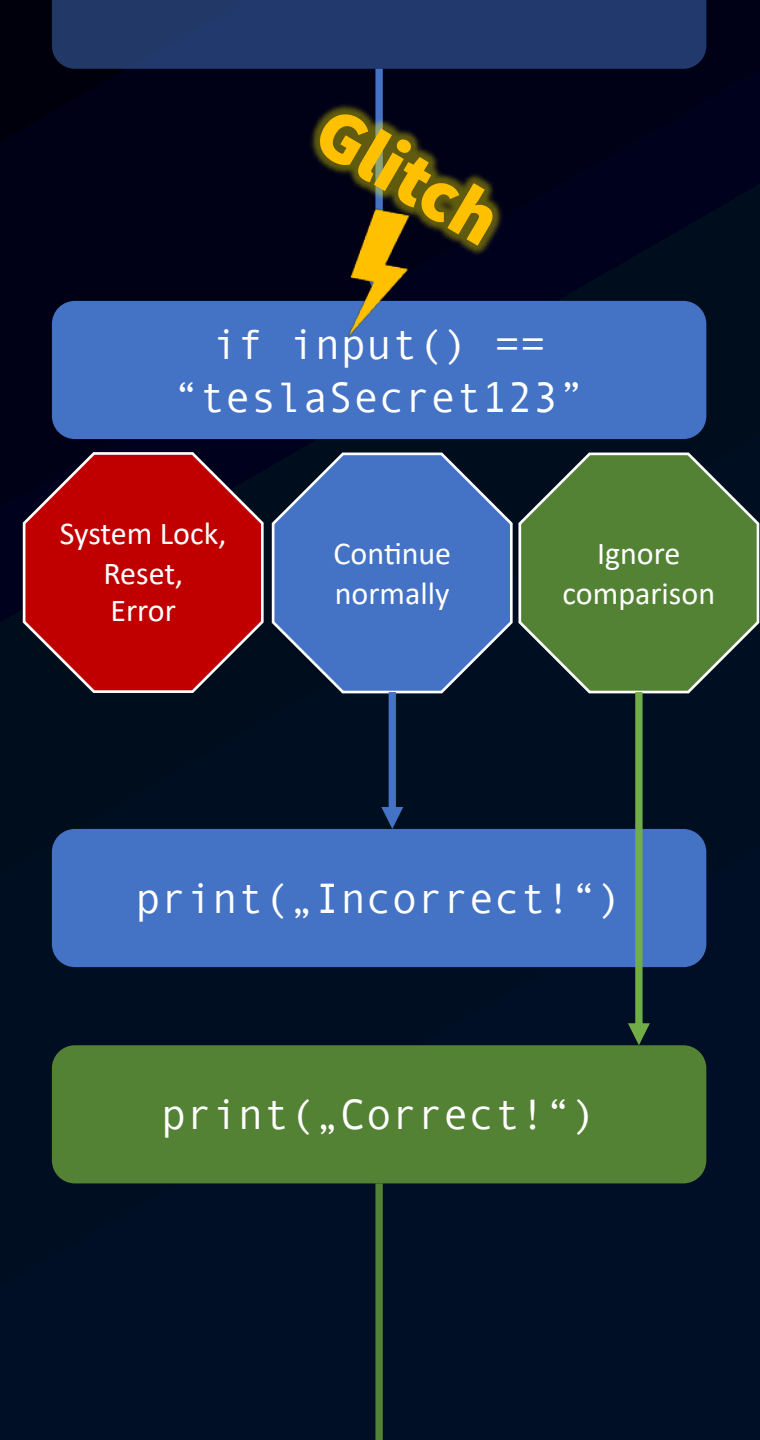 Glitch
if input() ==
“teslaSecret123”
System Lock,
Reset,
Error
Continue
normally
Ignore
comparison
print(„Incorrect!“)
print(„Correct!“)